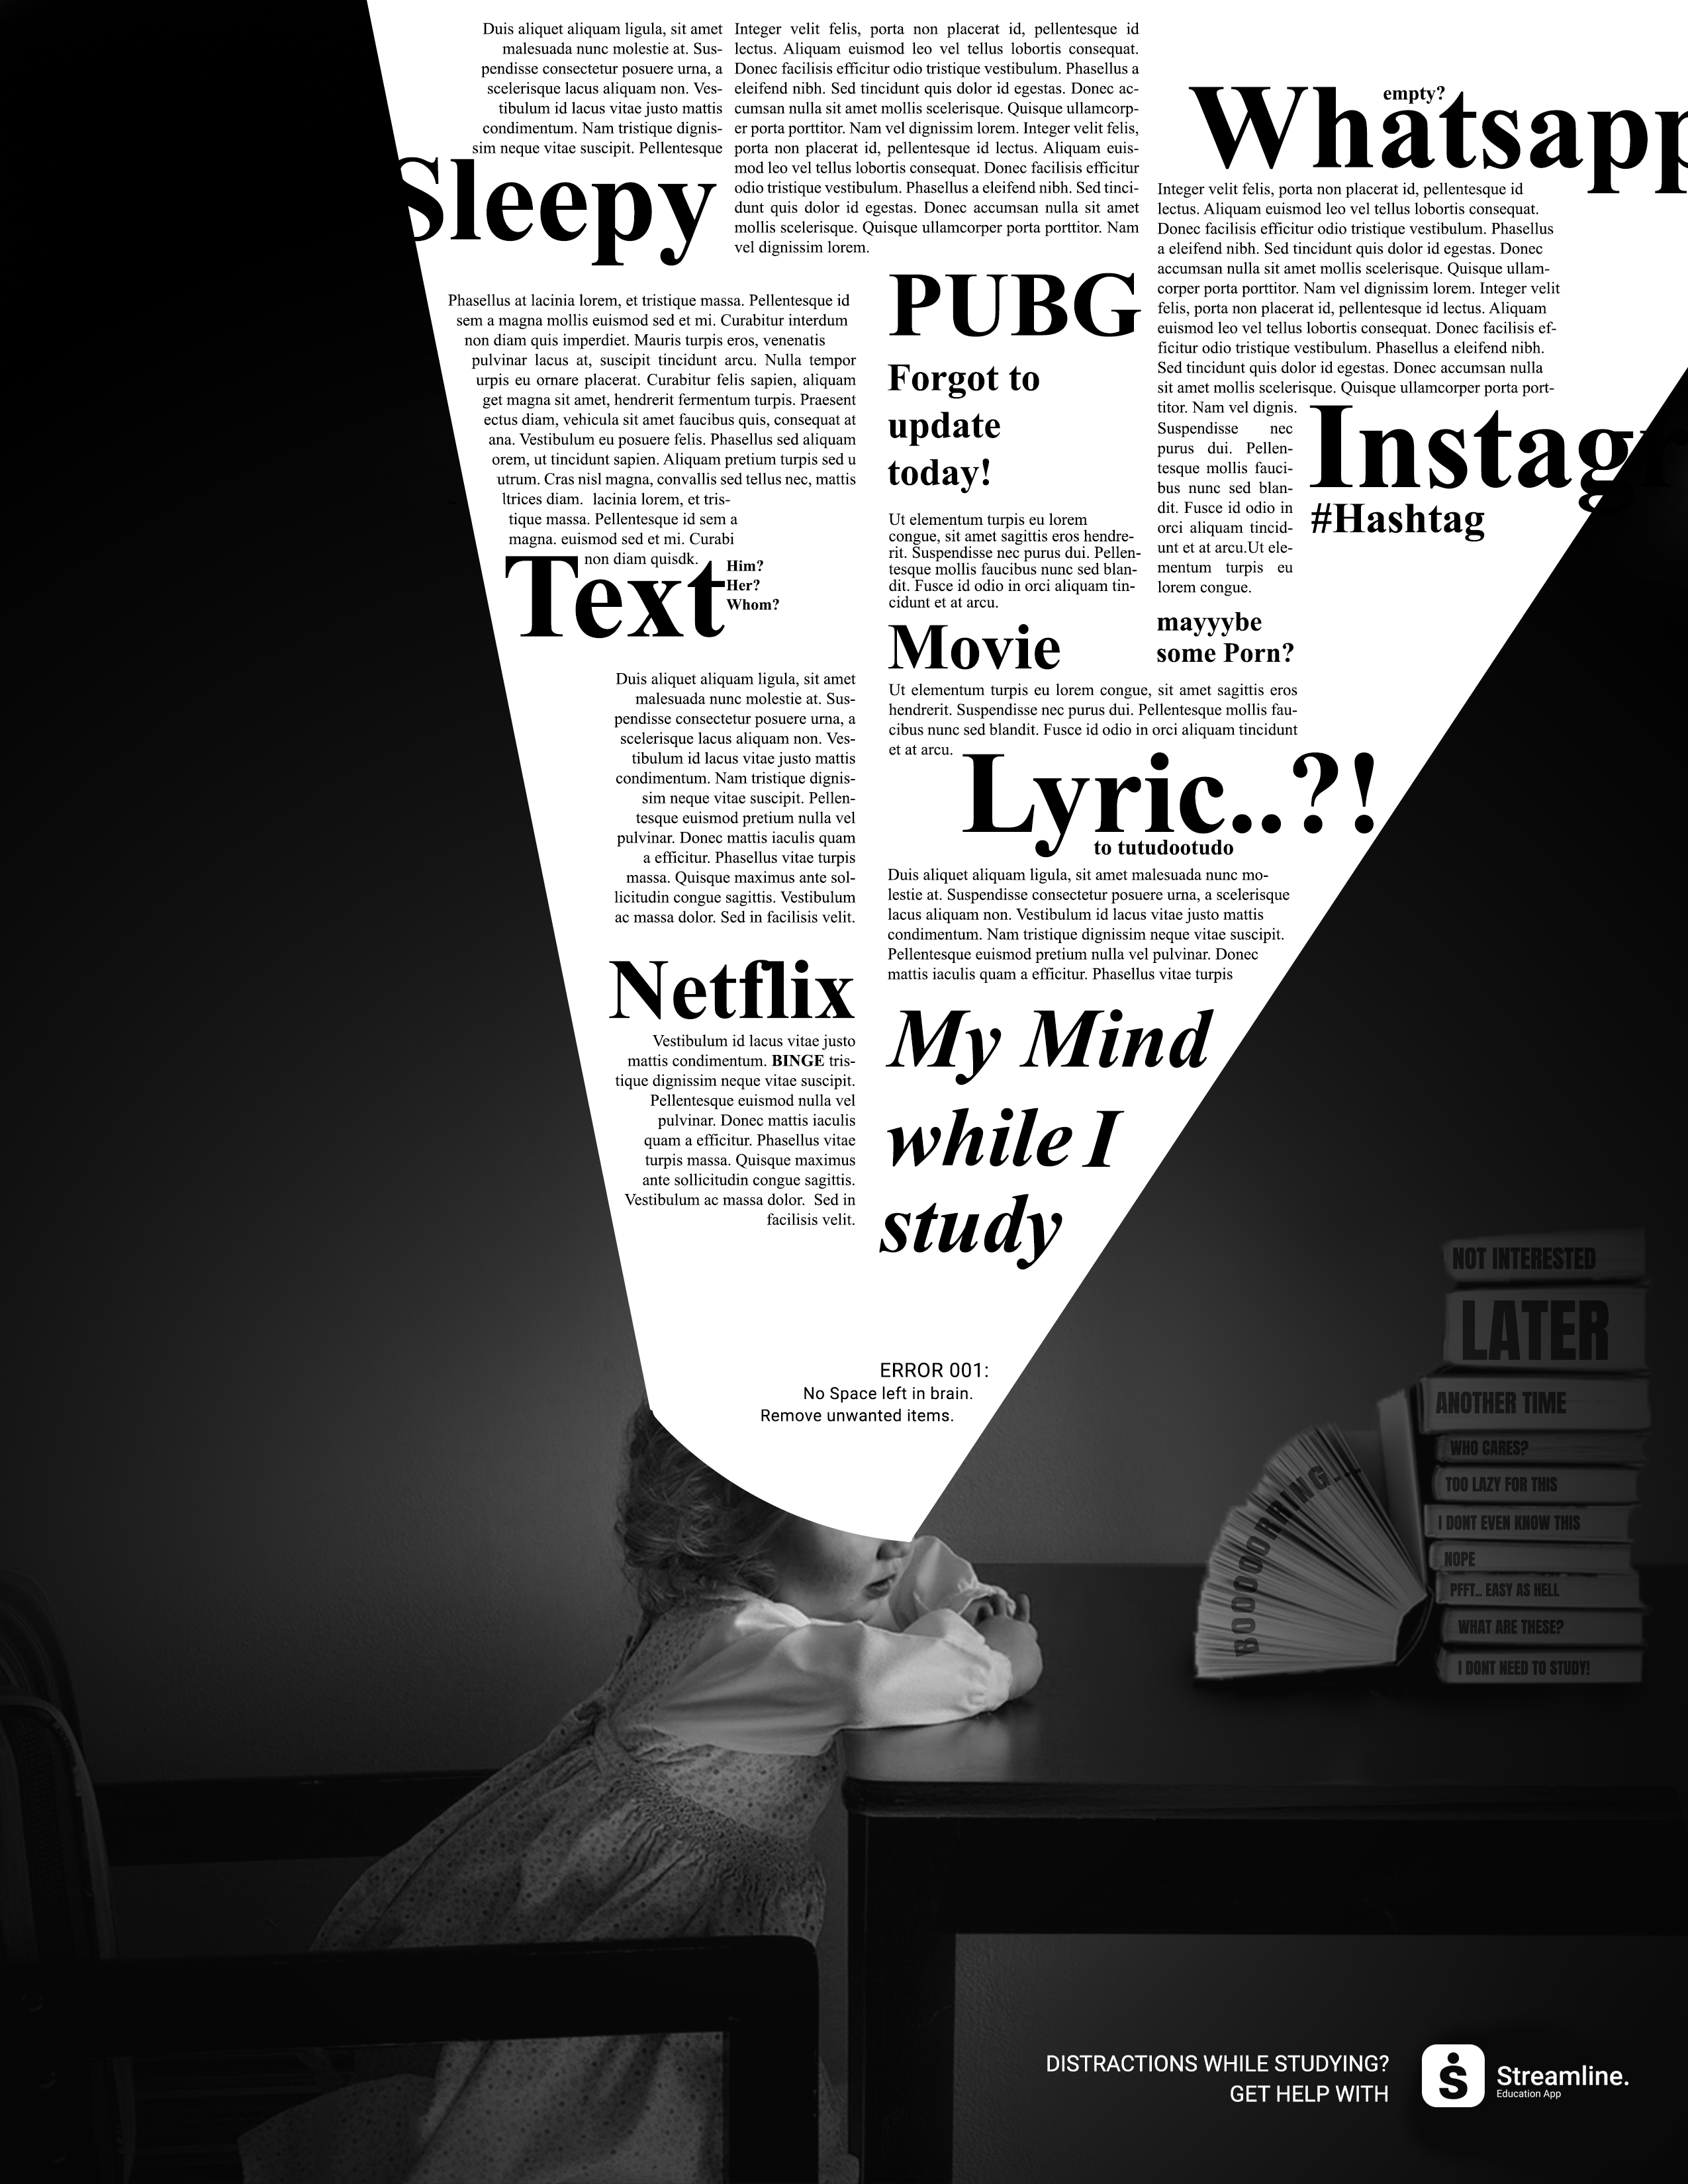 Duis aliquet aliquam ligula, sit amet
malesuada nunc molestie at. Sus-
pendisse consectetur posuere urna, a
scelerisque lacus aliquam non. Ves-
tibulum id lacus vitae justo mattis
condimentum. Nam tristique dignis-
sim neque vitae suscipit. Pellentesque
Sleepy
Phasellus at lacinia lorem, et tristique massa. Pellentesque id
sem a magna mollis euismod sed et mi. Curabitur interdum
non diam quis imperdiet. Mauris turpis eros, venenatis
pulvinar lacus at, suscipit tincidunt arcu. Nulla tempor
urpis eu ornare placerat. Curabitur felis sapien, aliquam
get magna sit amet, hendrerit fermentum turpis. Praesent
ectus diam, vehicula sit amet faucibus quis, consequat at
ana. Vestibulum eu posuere felis. Phasellus sed aliquam
orem, ut tincidunt sapien. Aliquam pretium turpis sed u
utrum. Cras nisl magna, convallis sed tellus nec, mattis
ltrices diam. lacinia lorem, et tris-
tique massa. Pellentesque id sem a
magna. euismod sed et mi. Curabi
non diam quisdk.
Text
Him?
Her?
Whom?
Duis aliquet aliquam ligula, sit amet
malesuada nunc molestie at. Sus-
pendisse consectetur posuere urna, a
scelerisque lacus aliquam non. Ves-
tibulum id lacus vitae justo mattis
condimentum. Nam tristique dignis-
sim neque vitae suscipit. Pellen-
tesque euismod pretium nulla vel
pulvinar. Donec mattis iaculis quam
a efficitur. Phasellus vitae turpis
massa. Quisque maximus ante sol-
licitudin congue sagittis. Vestibulum
ac massa dolor. Sed in facilisis velit.
Netflix
Vestibulum id lacus vitae justo
mattis condimentum. BINGE tris-
tique dignissim neque vitae suscipit.
Pellentesque euismod nulla vel
pulvinar. Donec mattis iaculis
quam a efficitur. Phasellus vitae
turpis massa. Quisque maximus
ante sollicitudin congue sagittis.
Vestibulum ac massa dolor. Sed in
facilisis velit.
Integer velit felis, porta non placerat id, pellentesque id
lectus. Aliquam euismod leo vel tellus lobortis consequat.
Donec facilisis efficitur odio tristique vestibulum. Phasellus a
eleifend nibh. Sed tincidunt quis dolor id egestas. Donec ac-
cumsan nulla sit amet mollis scelerisque. Quisque ullamcorp-
er porta porttitor. Nam vel dignissim lorem. Integer velit felis,
porta non placerat id, pellentesque id lectus. Aliquam euis-
mod leo vel tellus lobortis consequat. Donec facilisis efficitur
odio tristique vestibulum. Phasellus a eleifend nibh. Sed tinci-
dunt quis dolor id egestas. Donec accumsan nulla sit amet
mollis scelerisque. Quisque ullamcorper porta porttitor. Nam
vel dignissim lorem.
PUBG
Forgot to
update
today!
Ut elementum turpis eu lorem
congue, sit amet sagittis eros hendre-
rit. Suspendisse nec purus dui. Pellen-
tesque mollis faucibus nunc sed blan-
dit. Fusce id odio in orci aliquam tin-
cidunt et at arcu.
Movie
empty?
Whatsapp
Integer velit felis, porta non placerat id, pellentesque id
lectus. Aliquam euismod leo vel tellus lobortis consequat.
Donec facilisis efficitur odio tristique vestibulum. Phasellus
a eleifend nibh. Sed tincidunt quis dolor id egestas. Donec
accumsan nulla sit amet mollis scelerisque. Quisque ullam-
corper porta porttitor. Nam vel dignissim lorem. Integer velit
felis, porta non placerat id, pellentesque id lectus. Aliquam
euismod leo vel tellus lobortis consequat. Donec facilisis ef-
ficitur odio tristique vestibulum. Phasellus a eleifend nibh.
Sed tincidunt quis dolor id egestas. Donec accumsan nulla
sit amet mollis scelerisque. Quisque ullamcorper porta port-
titor. Nam vel dignis.
Suspendisse nec
purus dui. Pellen-
tesque mollis fauci-
bus nunc sed blan-
dit. Fusce id odio in
orci aliquam tincid-
unt et at arcu.Ut ele-
mentum turpis eu
lorem congue.
Instagr
#Hashtag
mayyybe
some Porn?
Ut elementum turpis eu lorem congue, sit amet sagittis eros
hendrerit. Suspendisse nec purus dui. Pellentesque mollis fau-
cibus nunc sed blandit. Fusce id odio in orci aliquam tincidunt
et at arcu.
Lyric..?!
to tutudootudo
Duis aliquet aliquam ligula, sit amet malesuada nunc mo-
lestie at. Suspendisse consectetur posuere urna, a scelerisque
lacus aliquam non. Vestibulum id lacus vitae justo mattis
condimentum. Nam tristique dignissim neque vitae suscipit.
Pellentesque euismod pretium nulla vel pulvinar. Donec
mattis iaculis quam a efficitur. Phasellus vitae turpis
My Mind
while I
study
ERROR 001:
No Space left in brain.
Remove unwanted items.
NOT INTERESTED
LATER
ANOTHER TIME
WHO CARES?
TOO LAZY FOR THIS
I DONT EVEN KNOW THIS
NOPE
PFFT.. EASY AS HELL
WHAT ARE THESE?
I DONT NEED TO STUDY!
BOOOOORRING...
DISTRACTIONS WHILE STUDYING?
GET HELP WITH
Streamline.
Education App